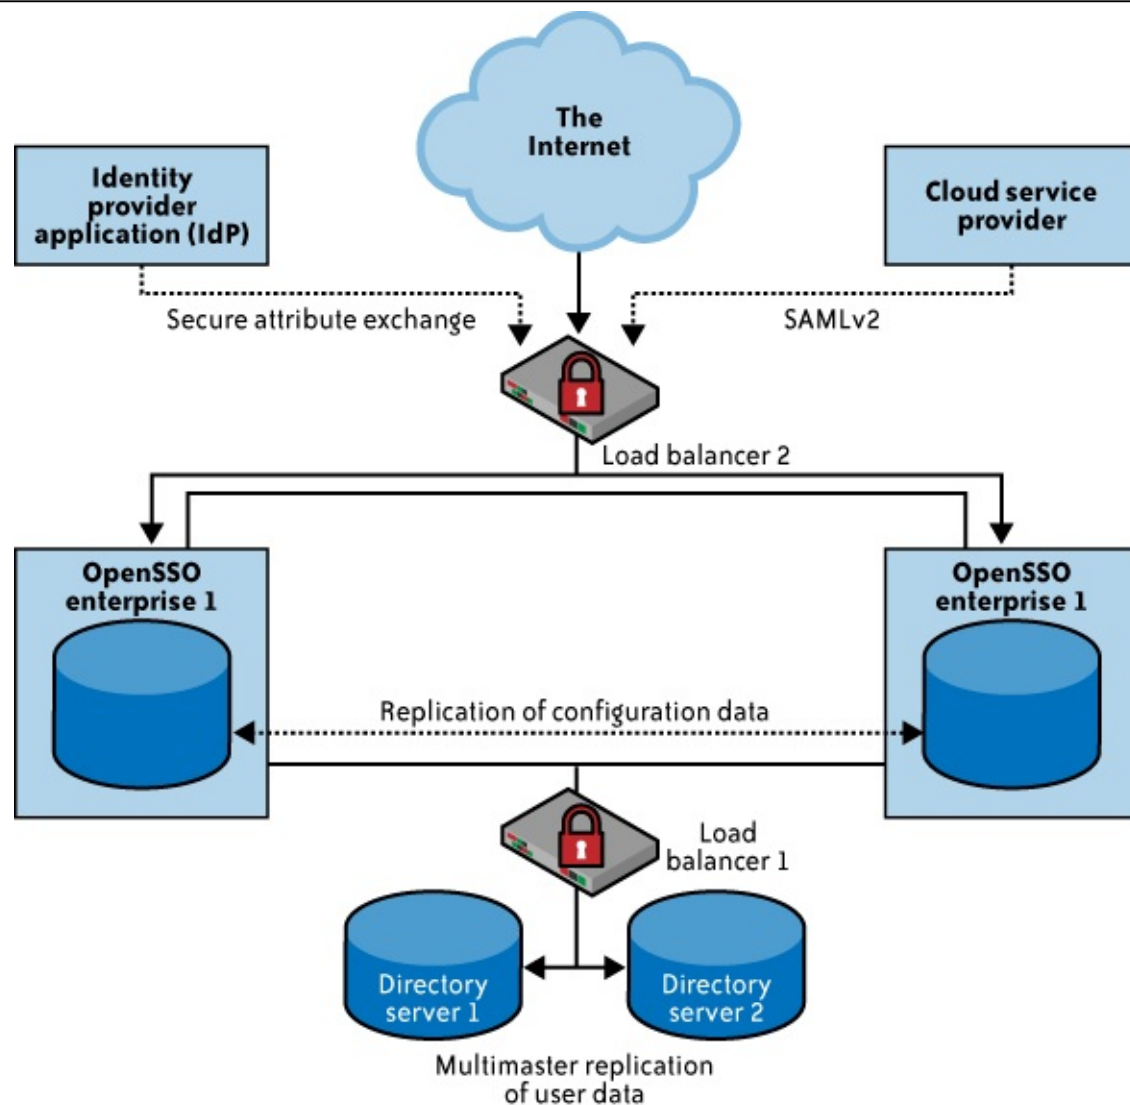 The
Internet
Identity
provider
application (IdP)
Cloud service
provider
Secure attribute exchange
SAMLv2
Load balancer 2
OpenSSO
enterprise 1
OpenSSO
enterprise 1
Replication of configuration data
Load
balancer 1
Directory
server 1
Directory
server 2
Multimaster replication
of user data